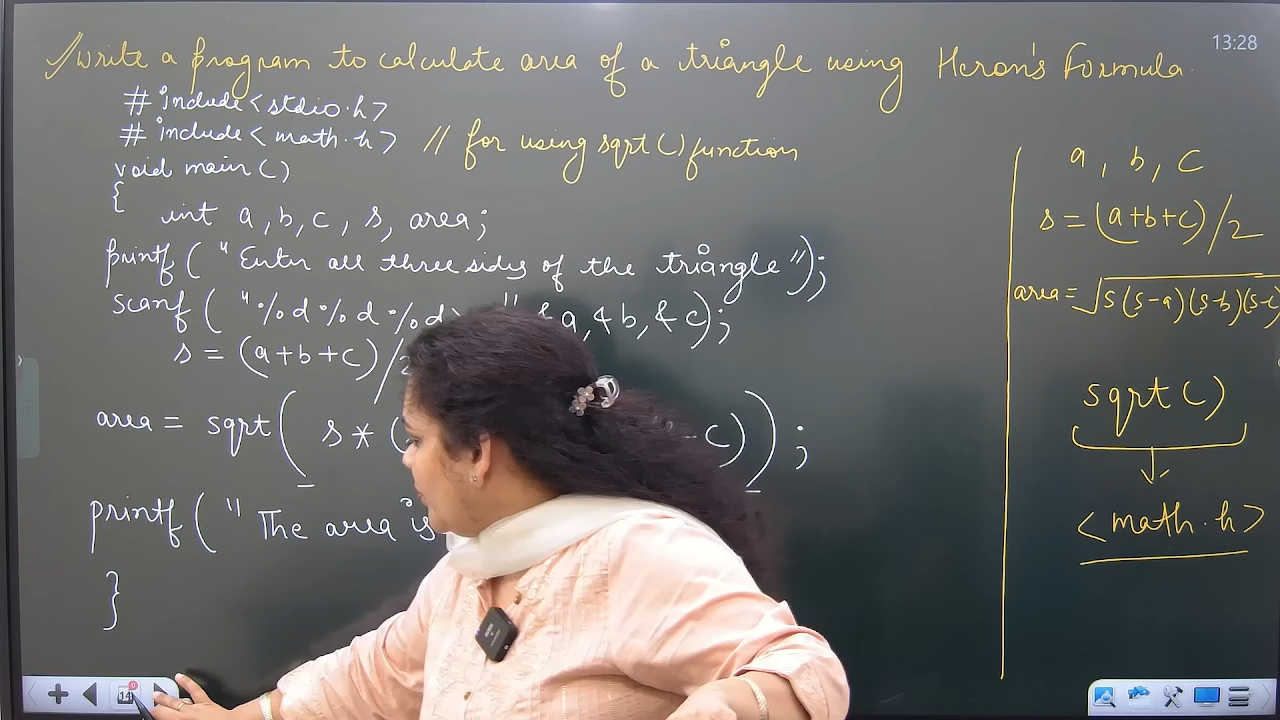 Write a program to calculate area of a triangle using Heron's Formula.
13:28
# include <stdio.h>
# include <math.h> // for using sqrt () function
void main ()
{
int a, b, c, s, area;
printf ( " Enter all three sides of the triangle ");
scanf ( "%d%d%d " &a, &b, &c);
s = (a+b+c)/2
area = sqrt( s * ( - c) ) ;
printf ( " The area is
}
14
a, b, c
s = (a+b+c)/2
area = √s(s-a)(s-b)(s-c
sqrt ()
<math.h>